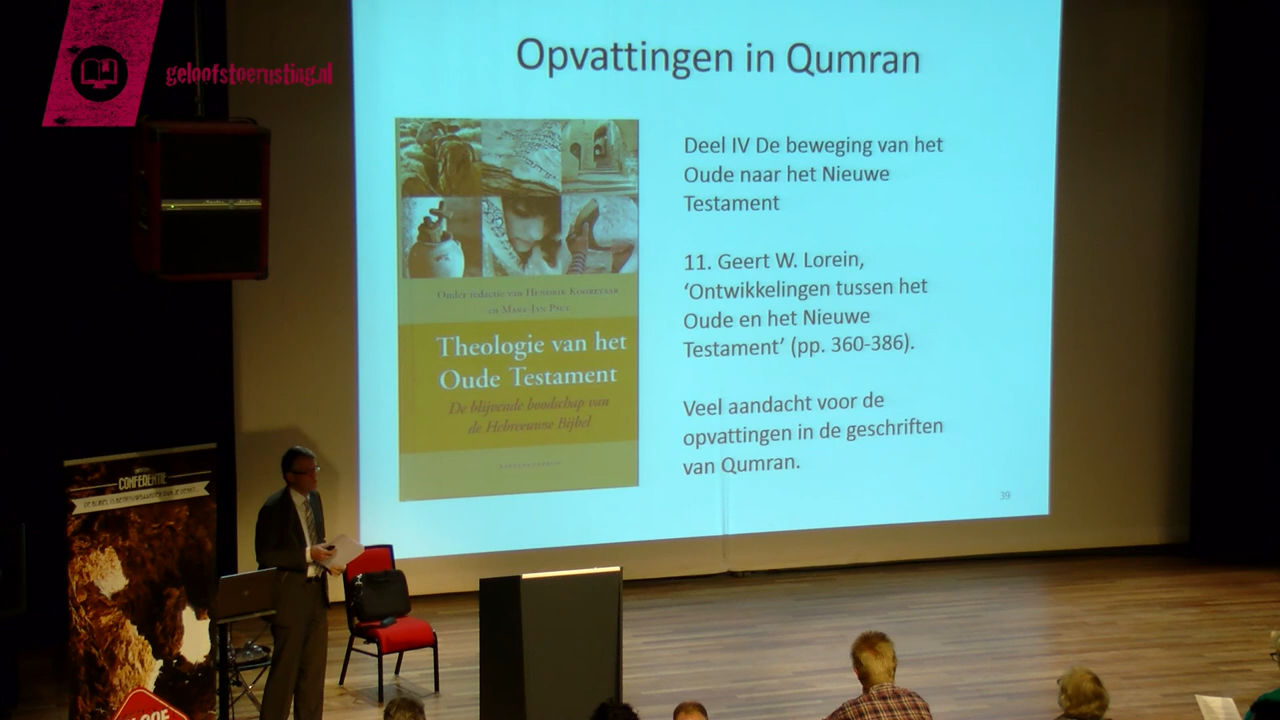 geloofstoerusting.nl
Opvattingen in Qumran
Deel IV De beweging van het
Oude naar het Nieuwe
Testament
11. Geert W. Lorein,
‘Ontwikkelingen tussen het
Oude en het Nieuwe
Testament’ (pp. 360-386).
Veel aandacht voor de
opvattingen in de geschriften
van Qumran.
39
Onder redactie van Hendrik Koorevaar
en Mart-Jan Paul
Theologie van het
Oude Testament
De blijvende boodschap van
de Hebreeuwse Bijbel
CONFERENTIE